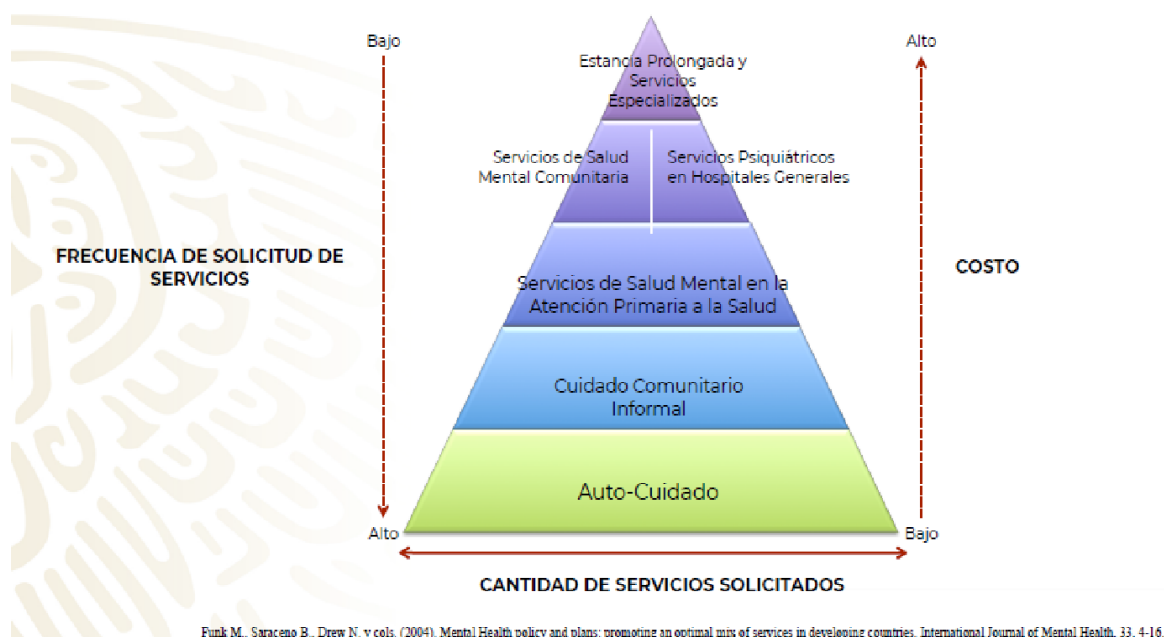 Bajo
Alto
Estancia Prolongada y
Servicios
Especializados
Servicios de Salud
Mental Comunitaria
Servicios Psiquiátricos
en Hospitales Generales
FRECUENCIA DE SOLICITUD DE
SERVICIOS
COSTO
Servicios de Salud Mental en la
Atención Primaria a la Salud
Cuidado Comunitario
Informal
Auto-Cuidado
Alto
Bajo
CANTIDAD DE SERVICIOS SOLICITADOS
Funk M., Saraceno B., Drew N. y cols. (2004). Mental Health policy and plans: promoting an optimal mix of services in developing countries. International Journal of Mental Health, 33, 4-16.